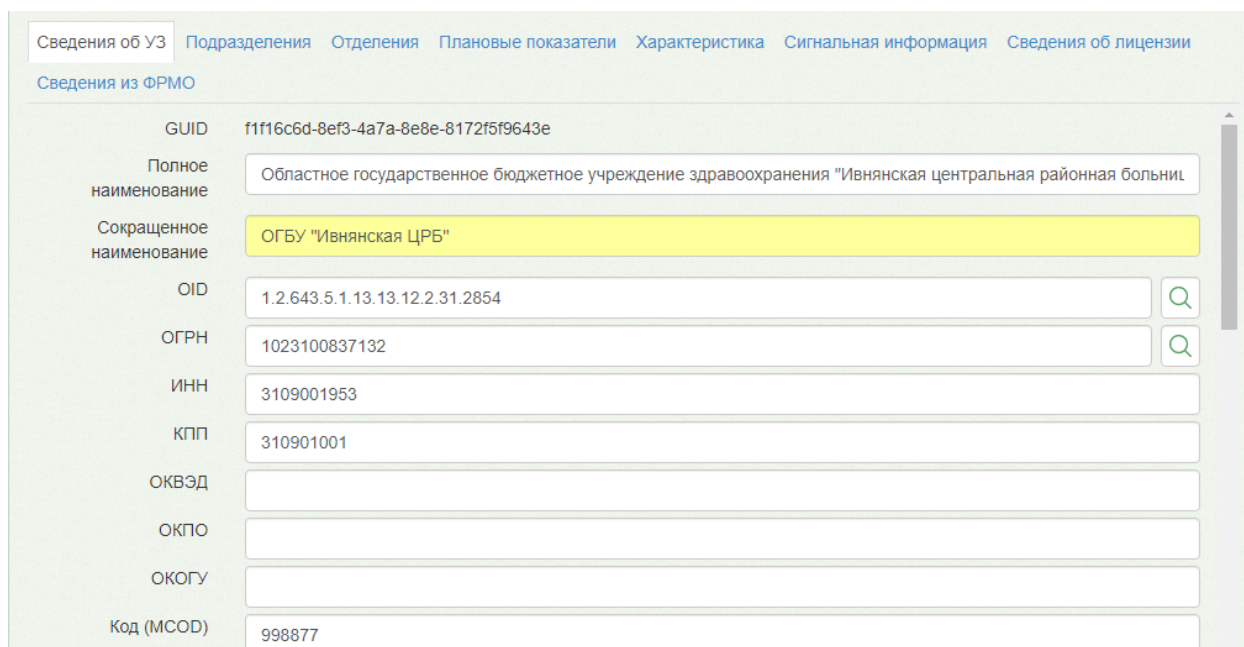 Сведения об УЗ Подразделения Отделения Плановые показатели Характеристика Сигнальная информация Сведения об лицензии
Сведения из ФРМО
GUID f1f16c6d-8ef3-4a7a-8e8e-8172f5f9643e
Полное
наименование
Областное государственное бюджетное учреждение здравоохранения "Ивнянская центральная районная больниц
Сокращенное
наименование
ОГБУ "Ивнянская ЦРБ"
OID 1.2.643.5.1.13.13.12.2.31.2854
ОГРН 1023100837132
ИНН 3109001953
КПП 310901001
ОКВЭД
ОКПО
ОКОГУ
Код (MCOD) 998877